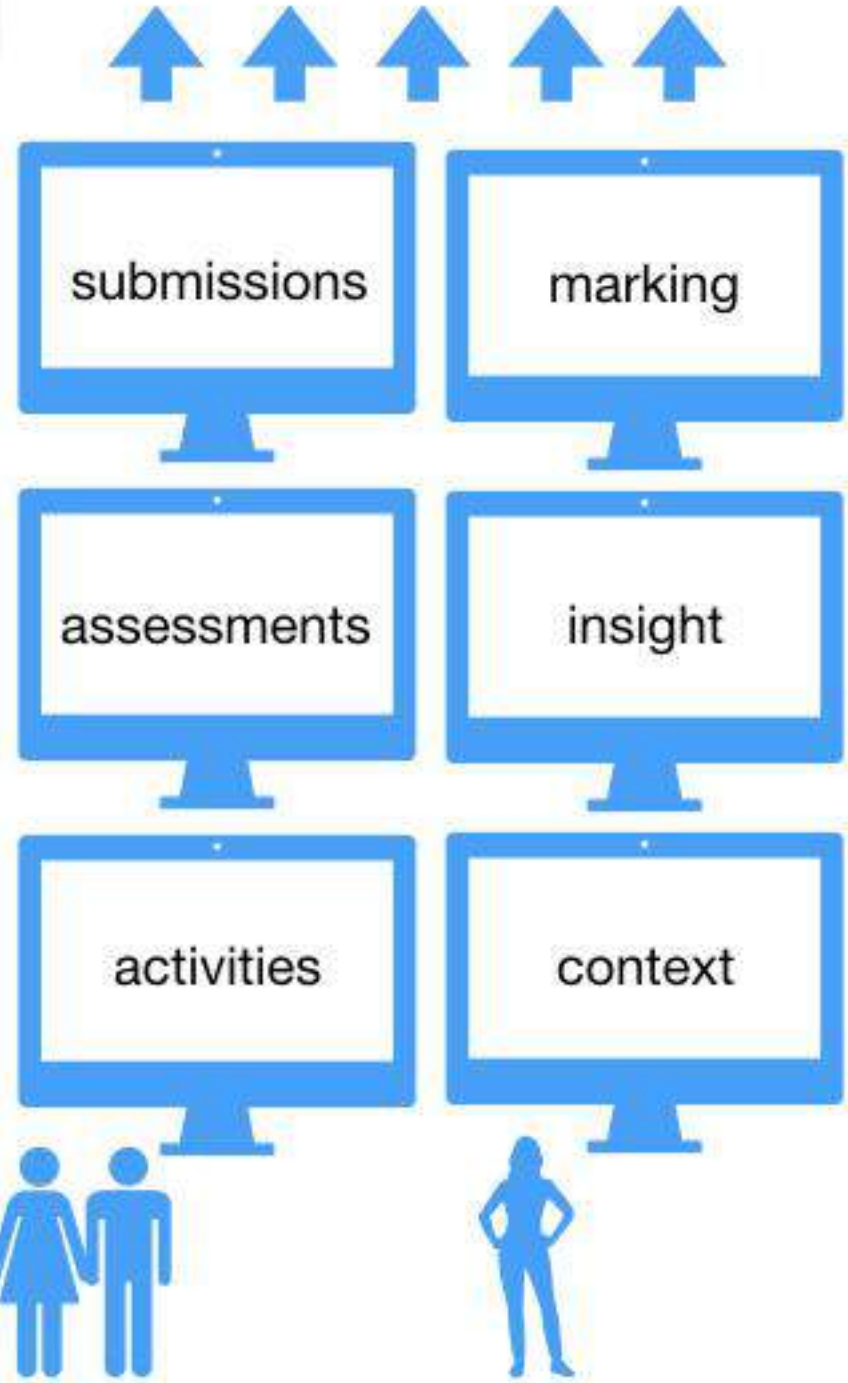 submissions
marking
assessments
insight
activities
context